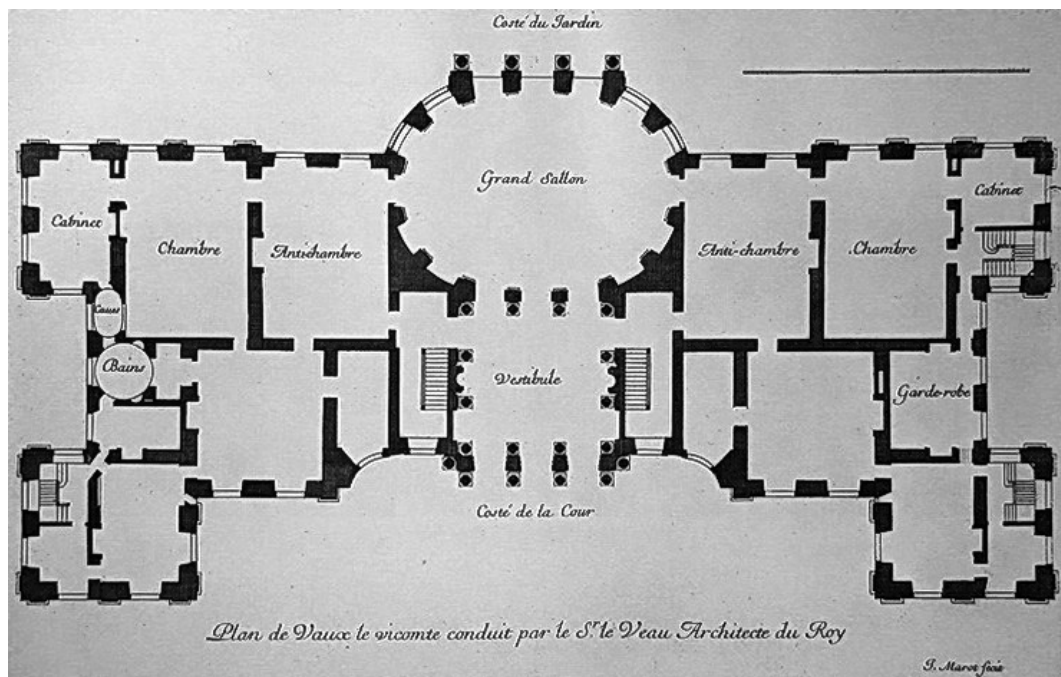 Costé du Jardin
Grand Sallon
Cabinet
Chambre
Antichambre
Anti-chambre
Chambre
Cabinet
Bains
Vestibule
Garde-robe
Costé de la Cour
Plan de Vaux le vicomte conduit par le Sr. le Veau Architecte du Roy
J. Marot fecit